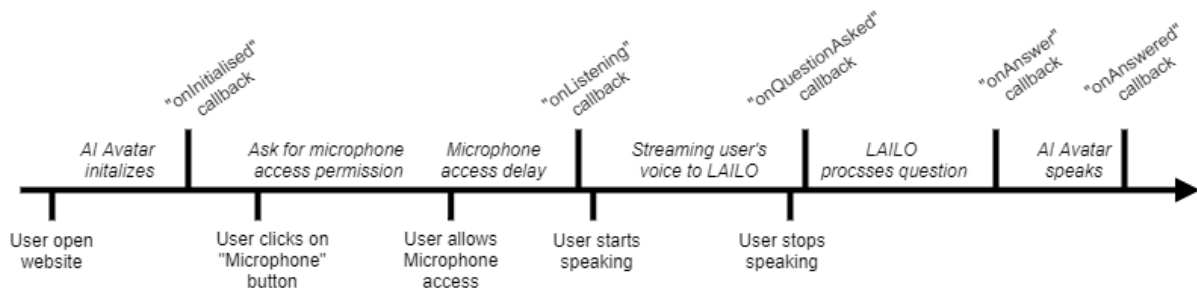 "onInitialised"
callback
"onListening"
callback
"onQuestionAsked"
callback
"onAnswer"
callback
"onAnswered"
callback
AI Avatar
initalizes
Ask for microphone
access permission
Microphone
access delay
Streaming user's
voice to LAILO
LAILO
procsses question
AI Avatar
speaks
User open
website
User clicks on
"Microphone"
button
User allows
Microphone
access
User starts
speaking
User stops
speaking